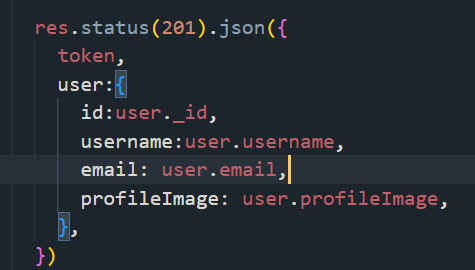 res.status(201).json({
token,
user:{
id:user._id,
username:user.username,
email: user.email,
profileImage: user.profileImage,
},
})